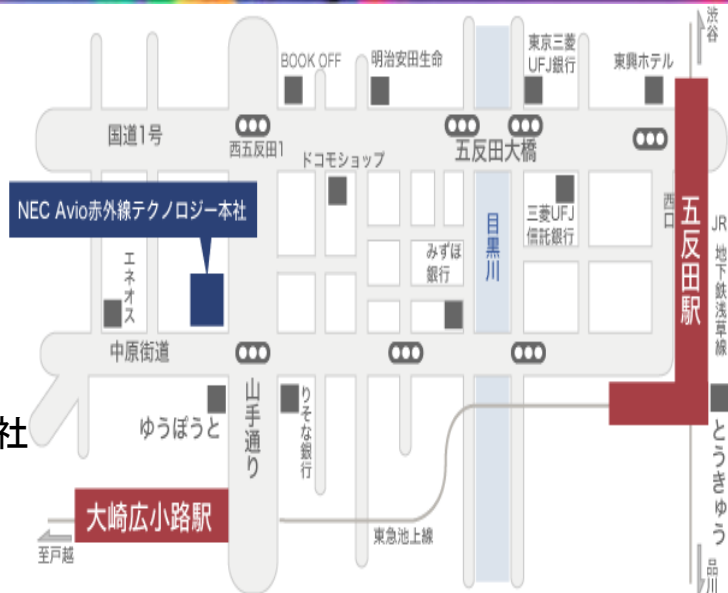 渋谷
BOOK OFF
明治安田生命
東京三菱
UFJ銀行
東興ホテル
国道1号
西五反田1
ドコモショップ
五反田大橋
NEC Avio赤外線テクノロジー本社
三菱UFJ
信託銀行
西口
五反田駅
JR 地下鉄浅草線
目黒川
みずほ
銀行
エネオス
中原街道
社
ゆうぽうと
山手通り
りそな銀行
とうきゅう
大崎広小路駅
東急池上線
至戸越
品川